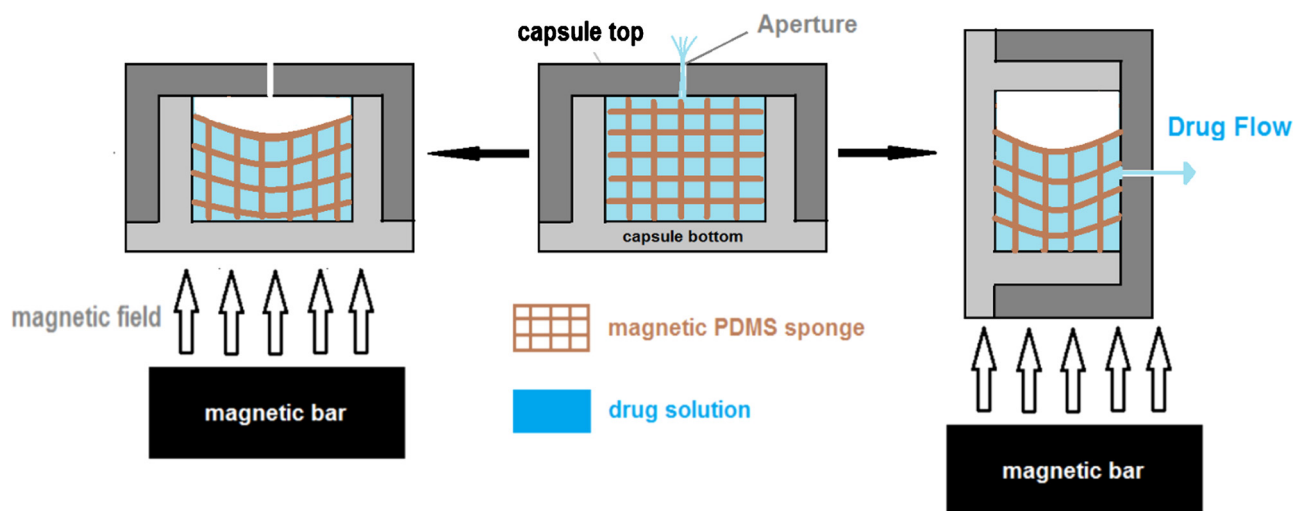 capsule top
Aperture
Drug Flow
capsule bottom
magnetic field
magnetic PDMS sponge
magnetic bar
drug solution
magnetic bar